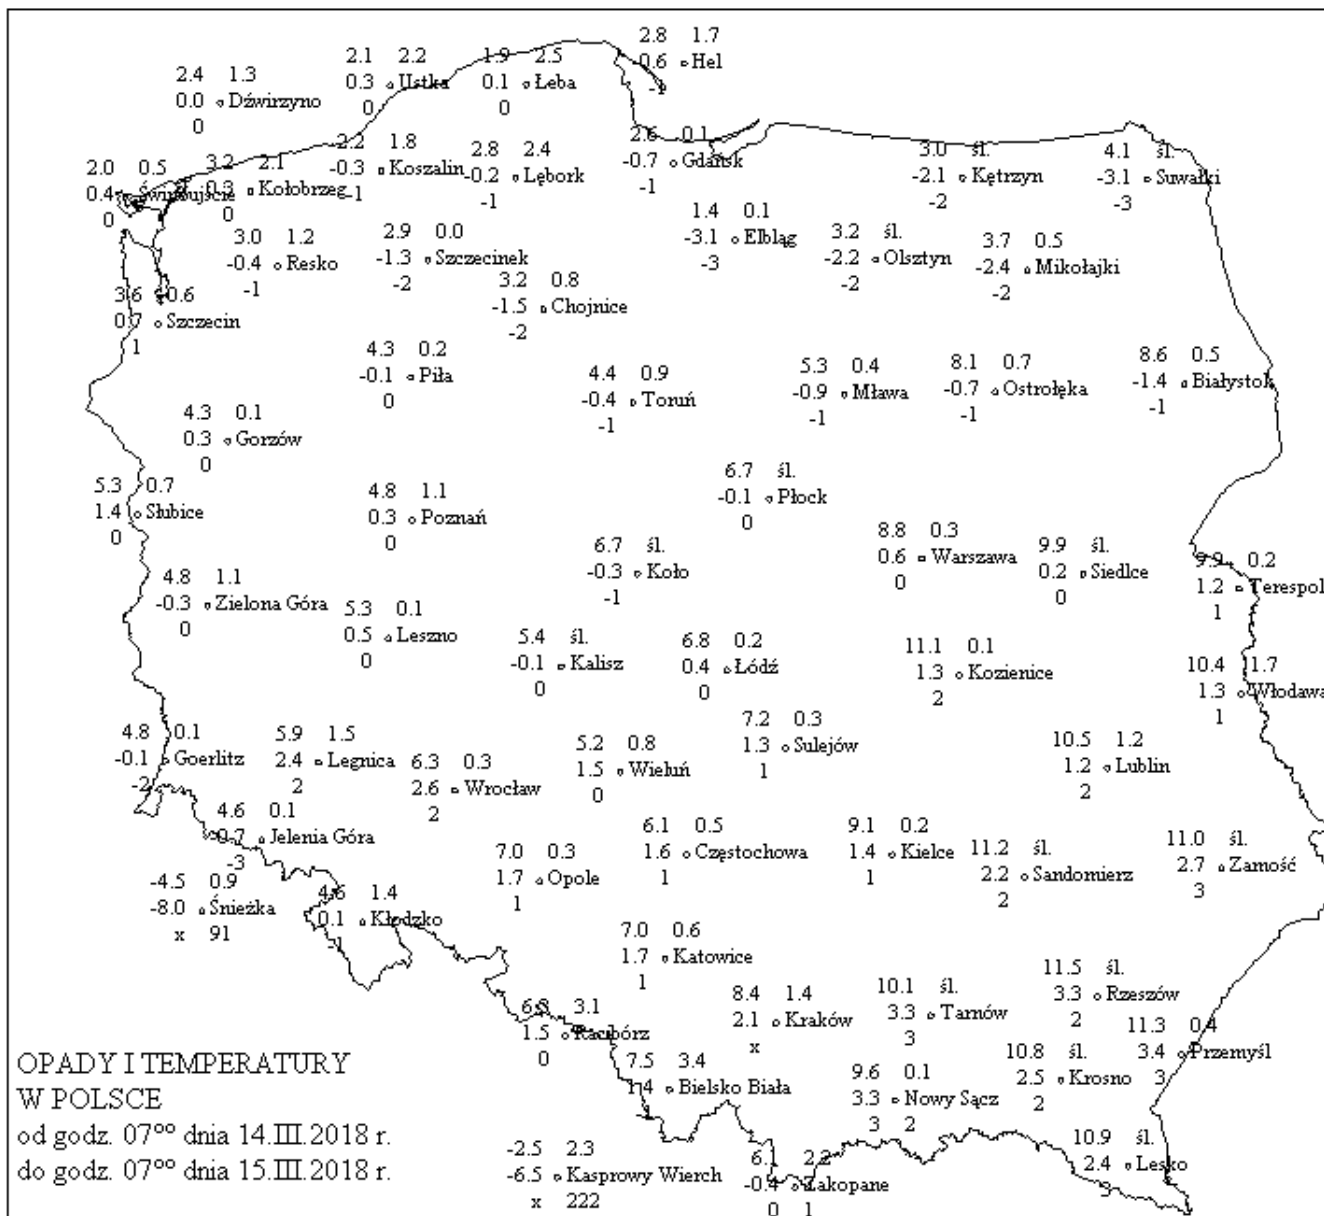 2.8 1.7
0.6 Hel
-1
2.1 2.2
0.3 Ustka
0
1.9 2.5
0.1 Łeba
0
2.4 1.3
0.0 Dźwirzyno
0
2.2 1.8
-0.3 Koszalin
-1
2.8 2.4
-0.2 Lębork
-1
2.6 0.1
-0.7 Gdańsk
-1
3.0 śl.
-2.1 Kętrzyn
-2
4.1 śl.
-3.1 Suwałki
-3
2.0 0.5
0.4 Świnoujście
0
3.2 2.1
0.3 Kołobrzeg
0
1.4 0.1
-3.1 Elbląg
-3
3.2 śl.
-2.2 Olsztyn
-2
3.7 0.5
-2.4 Mikołajki
-2
3.0 1.2
-0.4 Resko
-1
2.9 0.0
-1.3 Szczecinek
-2
3.2 0.8
-1.5 Chojnice
-2
3.6 0.6
0.7 Szczecin
1
4.3 0.2
-0.1 Piła
0
4.4 0.9
-0.4 Toruń
-1
5.3 0.4
-0.9 Mława
-1
8.1 0.7
-0.7 Ostrołęka
-1
8.6 0.5
-1.4 Białystok
-1
4.3 0.1
0.3 Gorzów
0
5.3 0.7
1.4 Słubice
0
4.8 1.1
0.3 Poznań
0
6.7 śl.
-0.1 Płock
0
6.7 śl.
-0.3 Koło
-1
8.8 0.3
0.6 Warszawa
0
9.9 śl.
0.2 Siedlce
0
9.9 0.2
1.2 Terespol
1
4.8 1.1
-0.3 Zielona Góra
0
5.3 0.1
0.5 Leszno
0
5.4 śl.
-0.1 Kalisz
0
6.8 0.2
0.4 Łódź
0
11.1 0.1
1.3 Kozienice
2
10.4 1.7
1.3 Włodawa
1
4.8 0.1
-0.1 Goerlitz
-2
5.9 1.5
2.4 Legnica
2
6.3 0.3
2.6 Wrocław
2
5.2 0.8
1.5 Wieluń
0
7.2 0.3
1.3 Sulejów
1
10.5 1.2
1.2 Lublin
2
4.6 0.1
-0.7 Jelenia Góra
-3
7.0 0.3
1.7 Opole
1
6.1 0.5
1.6 Częstochowa
1
9.1 0.2
1.4 Kielce
1
11.2 śl.
2.2 Sandomierz
2
11.0 śl.
2.7 Zamość
3
-4.5 0.9
-8.0 Śnieżka
x 91
4.6 1.4
0.1 Kłodzko
7.0 0.6
1.7 Katowice
1
6.3 3.1
1.5 Racibórz
0
8.4 1.4
2.1 Kraków
x
10.1 śl.
3.3 Tarnów
3
11.5 śl.
3.3 Rzeszów
2
11.3 0.4
3.4 Przemyśl
3
7.5 3.4
1.4 Bielsko Biała
9.6 0.1
3.3 Nowy Sącz
3 2
10.8 śl.
2.5 Krosno
2
-2.5 2.3
-6.5 Kasprowy Wierch
x 222
6.1 2.2
-0.4 Zakopane
0 1
10.9 śl.
2.4 Lesko
3
OPADY I TEMPERATURY
W POLSCE
od godz. 07ºº dnia 14.III.2018 r.
do godz. 07ºº dnia 15.III.2018 r.